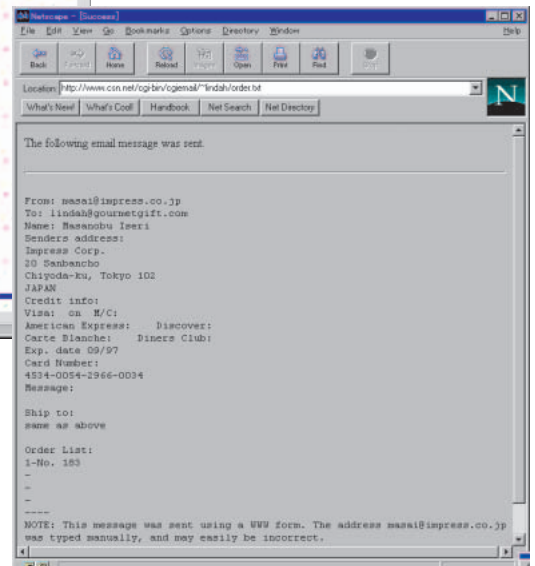 Netscape - [Success]
File Edit View Go Bookmarks Options Directory Window Help
Back Forward Home Reload Images Open Print Find Stop
Location: http://www.csn.net/cgi-bin/cgiemail/~lindah/order.txt
N
What's New! What's Cool! Handbook Net Search Net Directory
The following email message was sent.
From: masai@impress.co.jp
To: lindah@gourmetgift.com
Name: Masanobu Iseri
Senders address:
Impress Corp.
20 Sanbancho
Chiyoda-ku, Tokyo 102
JAPAN
Credit info:
Visa: on M/C:
American Express: Discover:
Carte Blanche: Diners Club:
Exp. date 09/97
Card Number:
4534-0054-2966-0034
Message:
Ship to:
same as above
Order List:
1-No. 183
-
-
-
----
NOTE: This message was sent using a WWW form. The address masai@impress.co.jp
was typed manually, and may easily be incorrect.